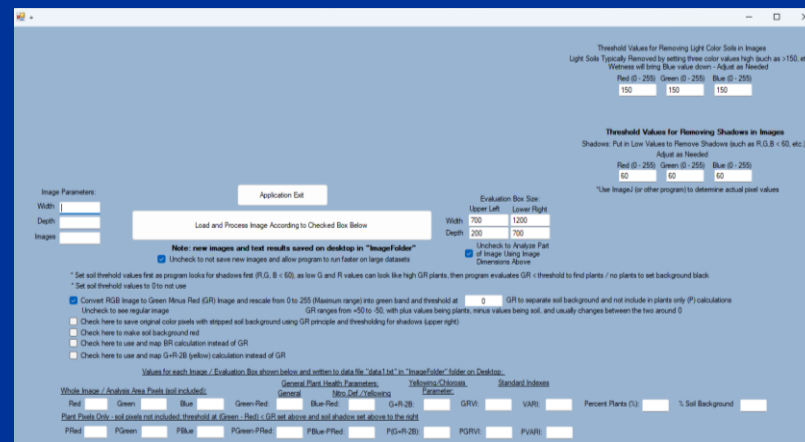 Threshold Values for Removing Light Color Soils in Images
Light Soils Typically Removed by setting three color values high (such as >150, et
Wetness will bring Blue value down - Adjust as Needed
Red (0 - 255) Green (0 - 255) Blue (0 - 255)
150 150 150
Threshold Values for Removing Shadows in Images
Shadows: Put in Low Values to Remove Shadows (such as R,G,B < 60, etc.)
Adjust as Needed
Red (0 - 255) Green (0 - 255) Blue (0 - 255)
60 60 60
*Use ImageJ (or other program) to determine actual pixel values
Image Parameters:
Width
Depth
Images
Application Exit
Load and Process Image According to Checked Box Below
Evaluation Box Size:
Upper Left Lower Right
Width 700 1200
Depth 200 700
Note: new images and text results saved on desktop in "ImageFolder"
Uncheck to not save new images and allow program to run faster on large datasets
Uncheck to Analyze Part
of Image Using Image
Dimensions Above
* Set soil threhold values first as program looks for shadows first (R,G, B < 60), as low G and R values can look like high GR plants, then program evaluates GR < threshold to find plants / no plants to set background black
* Set soil threhold values to 0 to not use
Convert RGB Image to Green Minus Red (GR) Image and rescale from 0 to 255 (Maximum range) into green band and threshold at 0 GR to separate soil background and not include in plants only (P) calculations
Uncheck to see regular image GR ranges from +50 to -50, with plus values being plants, minus values being soil, and usually changes between the two around 0
Check here to save original color pixels with stripped soil background using GR principle and thresholding for shadows (upper right)
Check here to make soil background red
Check here to use and map BR calculation instead of GR
Check here to use and map G+R-2B (yellow) calculation instead of GR
Values for each Image / Evaluation Box shown below and written to data file "data1.txt" in "ImageFolder" folder on Desktop:
General Plant Health Parameters: Yellowing/Chlorosis Standard Indexes
Whole Image / Analysis Area Pixels (soil included): General Nitro.Def./Yellowing Parameter:
Red: Green: Blue: Green-Red: Blue-Red: G+R-2B: GRVI: VARI: Percent Plants (%): % Soil Background
Plant Pixels Only - soil pixels not included, threshold at (Green - Red) < GR set above and soil shadow set above to the right
PRed: PGreen: PBlue: PGreen-PRed: PBlue-PRed: P(G+R-2B): PGRVI: PVARI: